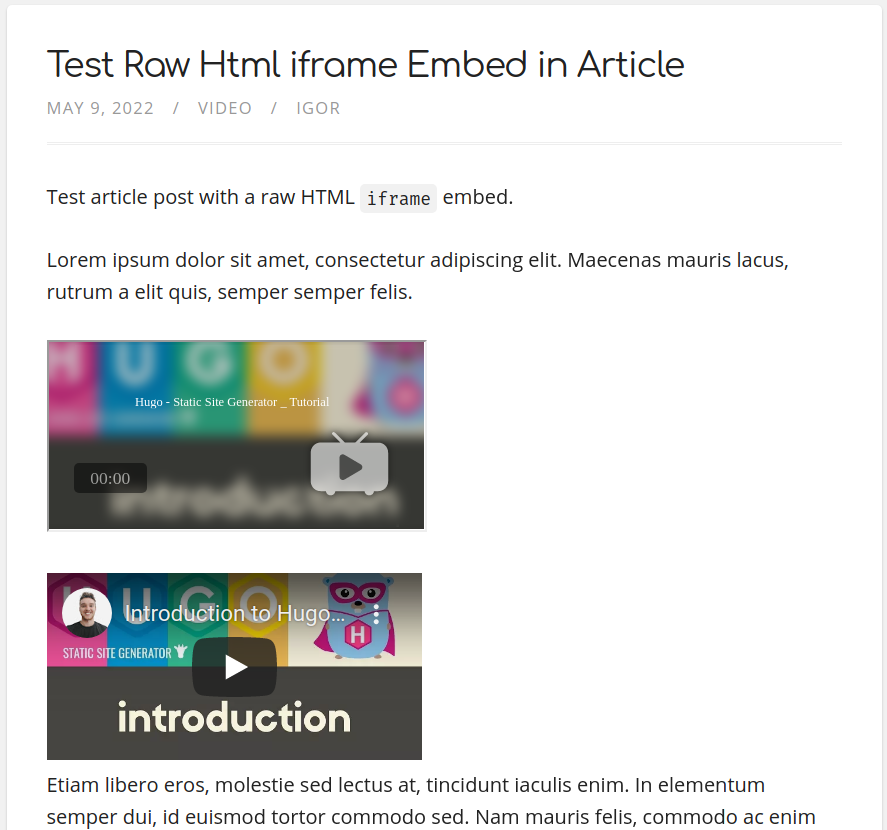 Test Raw Html iframe Embed in Article
MAY 9, 2022 / VIDEO / IGOR
Test article post with a raw HTML iframe embed.
Lorem ipsum dolor sit amet, consectetur adipiscing elit. Maecenas mauris lacus,
rutrum a elit quis, semper semper felis.
HUGO
Hugo - Static Site Generator _ Tutorial
00:00
introduction
HUGO
Introduction to Hugo...
H
STATIC SITE GENERATOR
introduction
Etiam libero eros, molestie sed lectus at, tincidunt iaculis enim. In elementum
semper dui, id euismod tortor commodo sed. Nam mauris felis, commodo ac enim